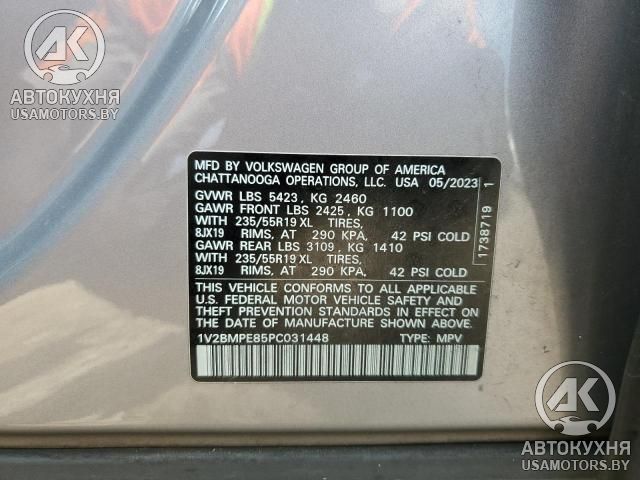 AK
АВТОКУХНЯ
USAMOTORS.BY
MFD BY VOLKSWAGEN GROUP OF AMERICA
CHATTANOOGA OPERATIONS, LLC. USA 05/2023
GVWR LBS 5423, KG 2460
GAWR FRONT LBS 2425, KG 1100
WITH 235/55R19 XL TIRES,
8JX19 RIMS, AT 290 KPA, 42 PSI COLD
GAWR REAR LBS 3109, KG 1410
WITH 235/55R19 XL TIRES,
8JX19 RIMS, AT 290 KPA, 42 PSI COLD
THIS VEHICLE CONFORMS TO ALL APPLICABLE
U.S. FEDERAL MOTOR VEHICLE SAFETY AND
THEFT PREVENTION STANDARDS IN EFFECT ON
THE DATE OF MANUFACTURE SHOWN ABOVE.
1V2BMPE85PC031448 TYPE: MPV
1738719 1
AK
АВТОКУХНЯ
USAMOTORS.BY